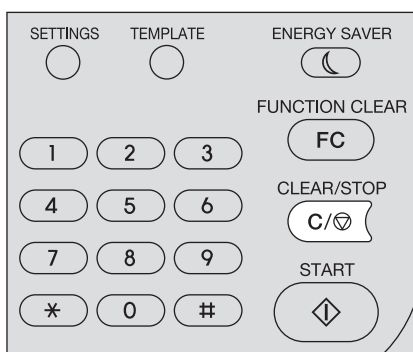 SETTINGS TEMPLATE ENERGY SAVER
FUNCTION CLEAR
1 2 3 FC
CLEAR/STOP
4 5 6 C/
7 8 9
START
* 0 #